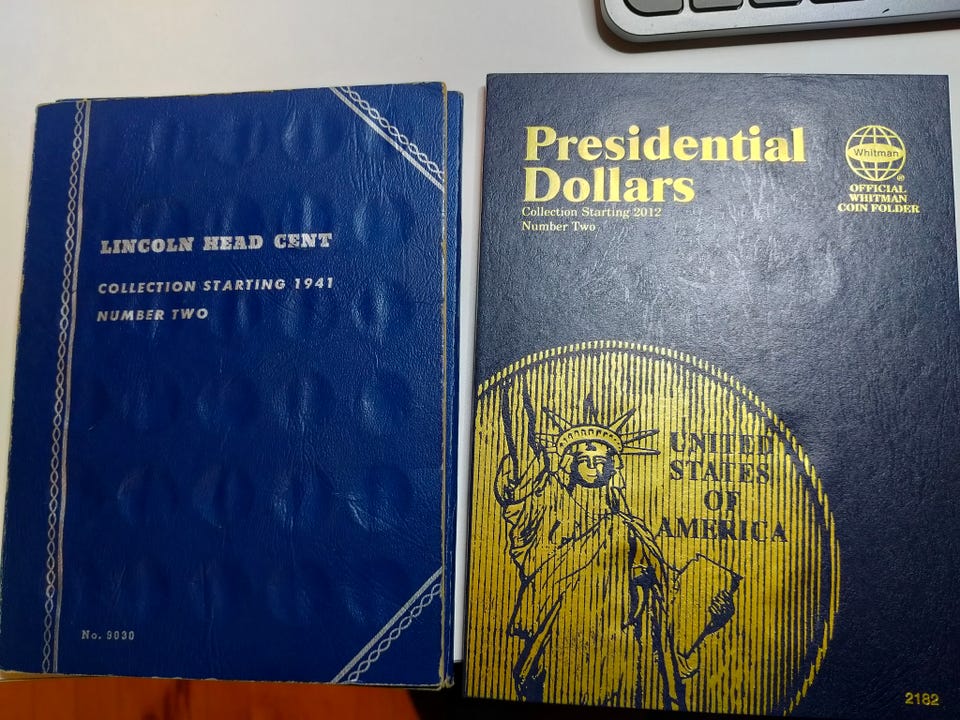 LINCOLN HEAD CENT
COLLECTION STARTING 1941
NUMBER TWO
No. 9030
Presidential
Dollars
Collection Starting 2012
Number Two
Whitman
®
OFFICIAL
WHITMAN
COIN FOLDER
UNITED
STATES
OF
AMERICA
2182